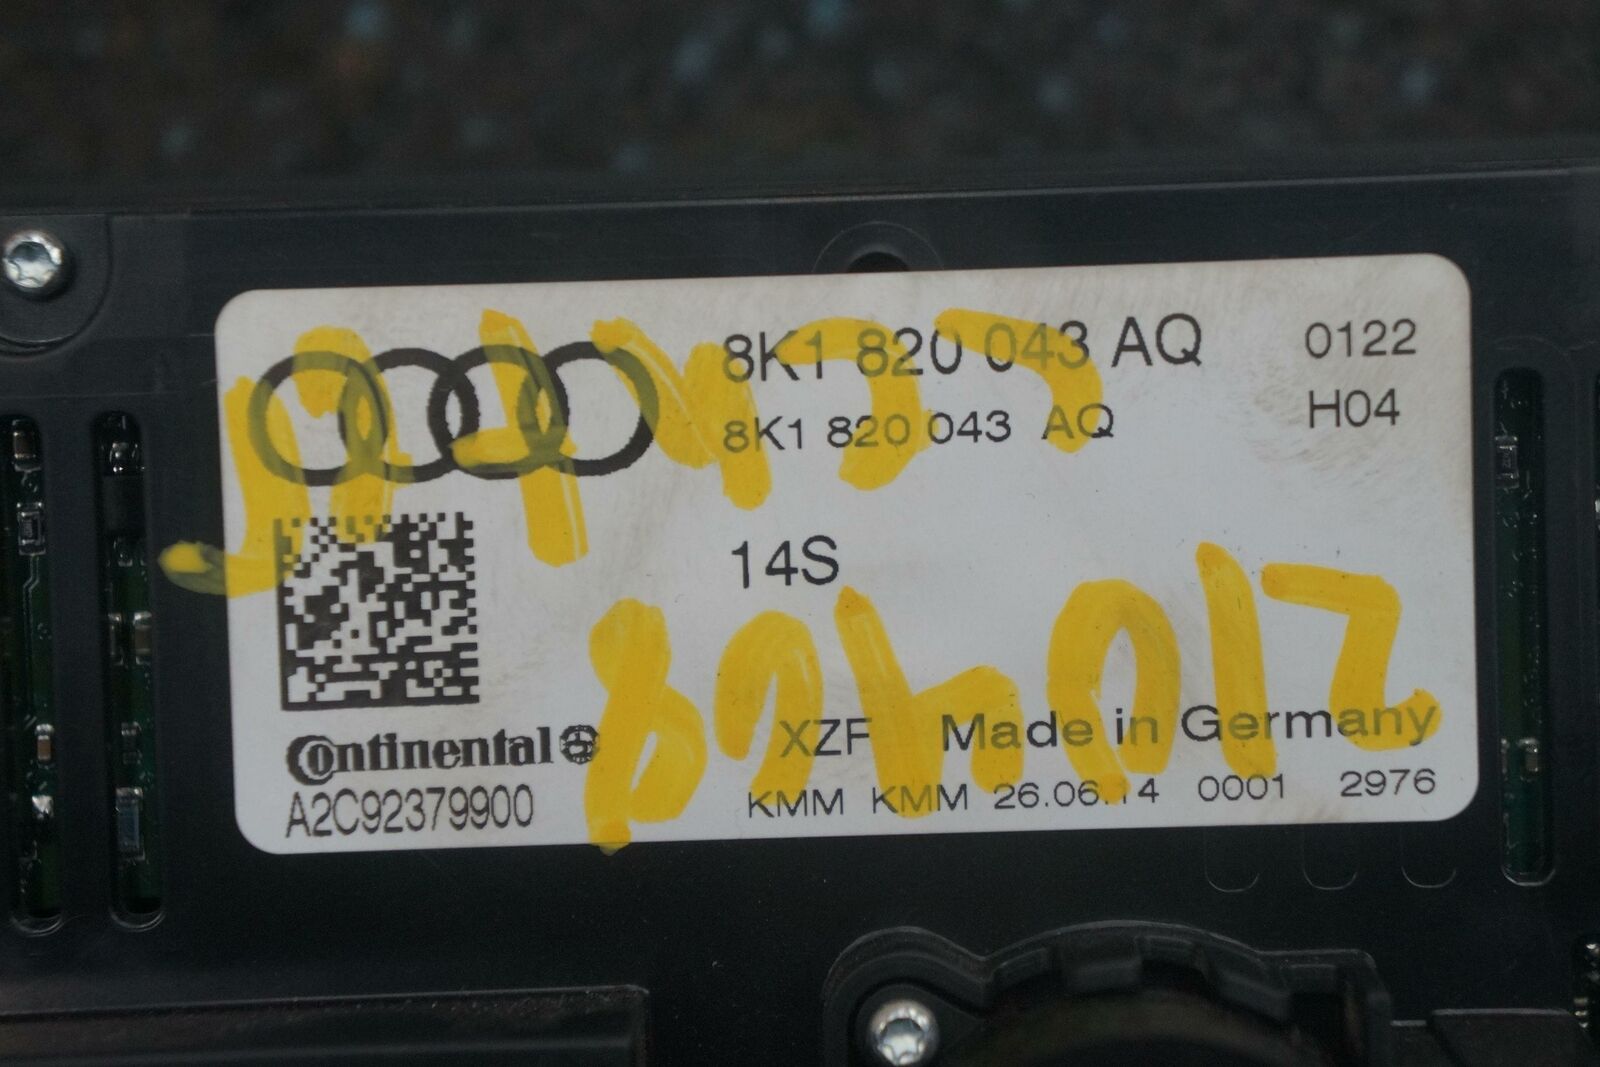 8K1 820 043 AQ 0122
8K1 820 043 AQ H04
14S
Continental
XZF Made in Germany
A2C92379900 KMM KMM 26.06.14 0001 2976